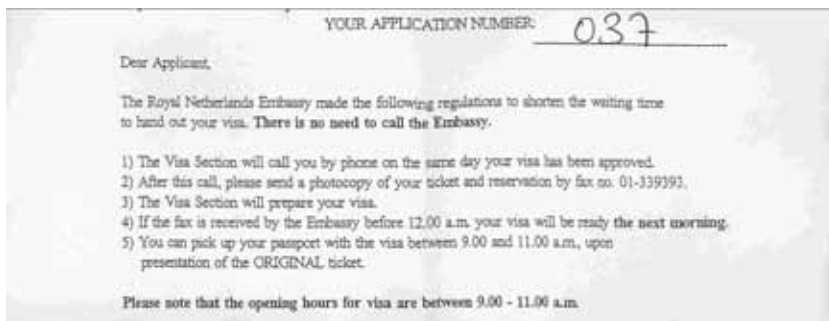 YOUR APPLICATION NUMBER: 037
Dear Applicant,
The Royal Netherlands Embassy made the following regulations to shorten the waiting time
to hand out your visa. There is no need to call the Embassy.
1) The Visa Section will call you by phone on the same day your visa has been approved.
2) After this call, please send a photocopy of your ticket and reservation by fax no. 01-339393.
3) The Visa Section will prepare your visa.
4) If the fax is received by the Embassy before 12.00 a.m. your visa will be ready the next morning.
5) You can pick up your passport with the visa between 9.00 and 11.00 a.m., upon
presentation of the ORIGINAL ticket.
Please note that the opening hours for visa are between 9.00 - 11.00 a.m.